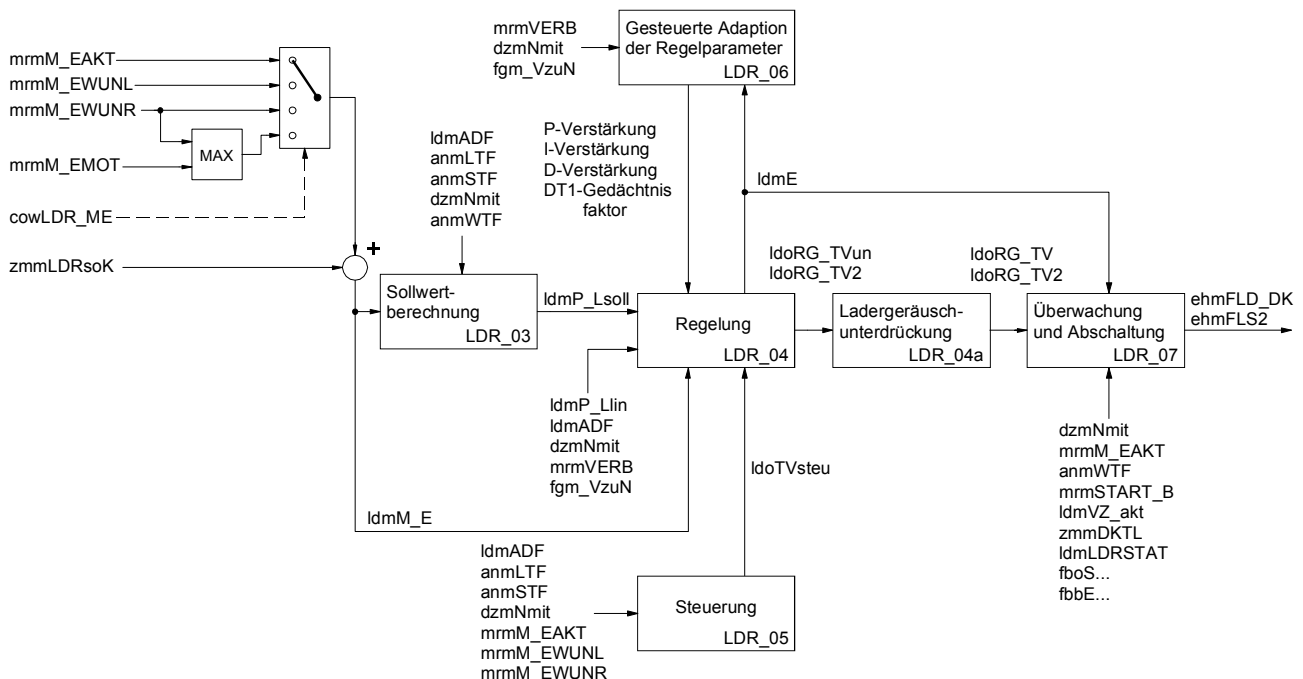 mrmM_EAKT
mrmM_EWUNL
mrmM_EWUNR
MAX
mrmM_EMOT
cowLDR_ME
zmmLDRsoK
+
ldmADF
anmLTF
anmSTF
dzmNmit
anmWTF
Sollwert-
berechnung
LDR_03
ldmP_Lsoll
mrmVERB
dzmNmit
fgm_VzuN
Gesteuerte Adaption
der Regelparameter
LDR_06
P-Verstärkung
I-Verstärkung
D-Verstärkung
DT1-Gedächtnis
faktor
ldmE
Regelung
LDR_04
ldoRG_TVun
ldoRG_TV2
Ladergeräusch-
unterdrückung
LDR_04a
ldoRG_TV
ldoRG_TV2
Überwachung
und Abschaltung
LDR_07
ehmFLD_DK
ehmFLS2
ldmP_Llin
ldmADF
dzmNmit
mrmVERB
fgm_VzuN
ldmM_E
ldoTVsteu
ldmADF
anmLTF
anmSTF
dzmNmit
mrmM_EAKT
mrmM_EWUNL
mrmM_EWUNR
Steuerung
LDR_05
dzmNmit
mrmM_EAKT
anmWTF
mrmSTART_B
ldmVZ_akt
zmmDKTL
ldmLDRSTAT
fboS...
fbbE...